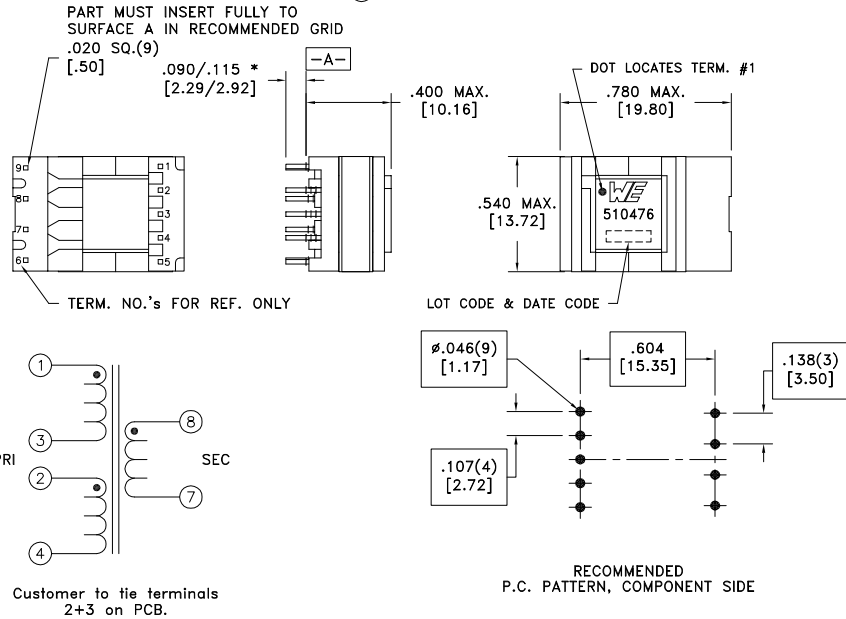 PART MUST INSERT FULLY TO
SURFACE A IN RECOMMENDED GRID
.020 SQ.(9)
[.50]
.090/.115 *
[2.29/2.92]
-A-
.400 MAX.
[10.16]
DOT LOCATES TERM. #1
.780 MAX.
[19.80]
9
8
7
6
1
2
3
4
5
.540 MAX.
[13.72]
WE
510476
TERM. NO.'s FOR REF. ONLY
LOT CODE & DATE CODE
1
3
PRI
2
4
8
SEC
7
Customer to tie terminals
2+3 on PCB.
ø.046(9)
[1.17]
.604
[15.35]
.138(3)
[3.50]
.107(4)
[2.72]
RECOMMENDED
P.C. PATTERN, COMPONENT SIDE